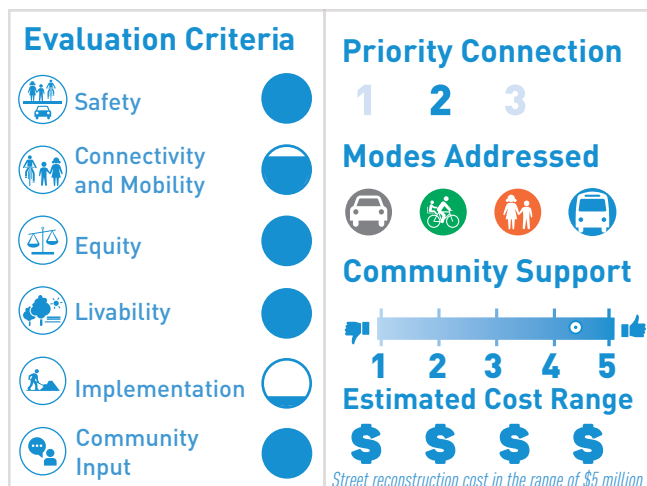 Evaluation Criteria
Safety
Connectivity
and Mobility
Equity
Livability
Implementation
Community
Input
Priority Connection
1 2 3
Modes Addressed
Community Support
1 2 3 4 5
Estimated Cost Range
$ $ $ $
Street reconstruction cost in the range of $5 million